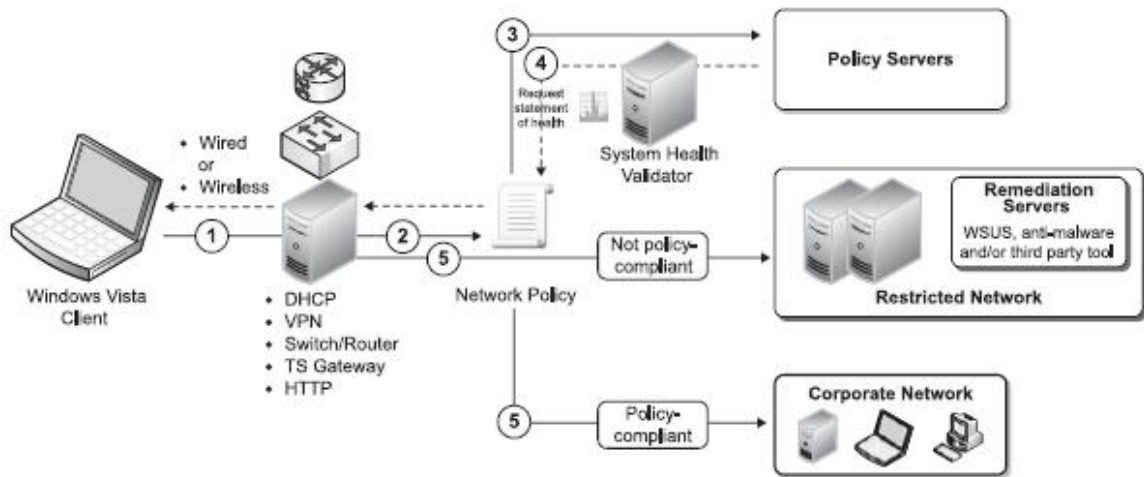 3
4
Policy Servers
Request
statement
of health
System Health
Validator
• Wired
or
• Wireless
1
2
5
Not policy-
compliant
Remediation
Servers
WSUS, anti-malware
and/or third party tool
Restricted Network
Windows Vista
Client
• DHCP
• VPN
• Switch/Router
• TS Gateway
• HTTP
Network Policy
5
Policy-
compliant
Corporate Network